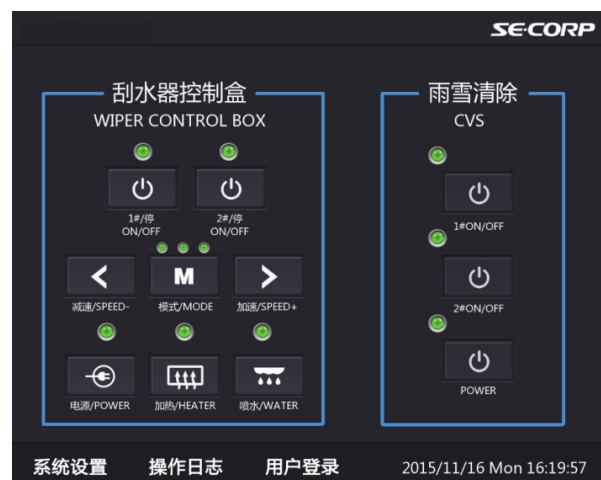 SE·CORP
刮水器控制盒
WIPER CONTROL BOX
1#/停
ON/OFF
2#/停
ON/OFF
M
减速/SPEED-
模式/MODE
加速/SPEED+
电源/POWER
加热/HEATER
喷水/WATER
雨雪清除
CVS
1#ON/OFF
2#ON/OFF
POWER
系统设置
操作日志
用户登录
2015/11/16 Mon 16:19:57